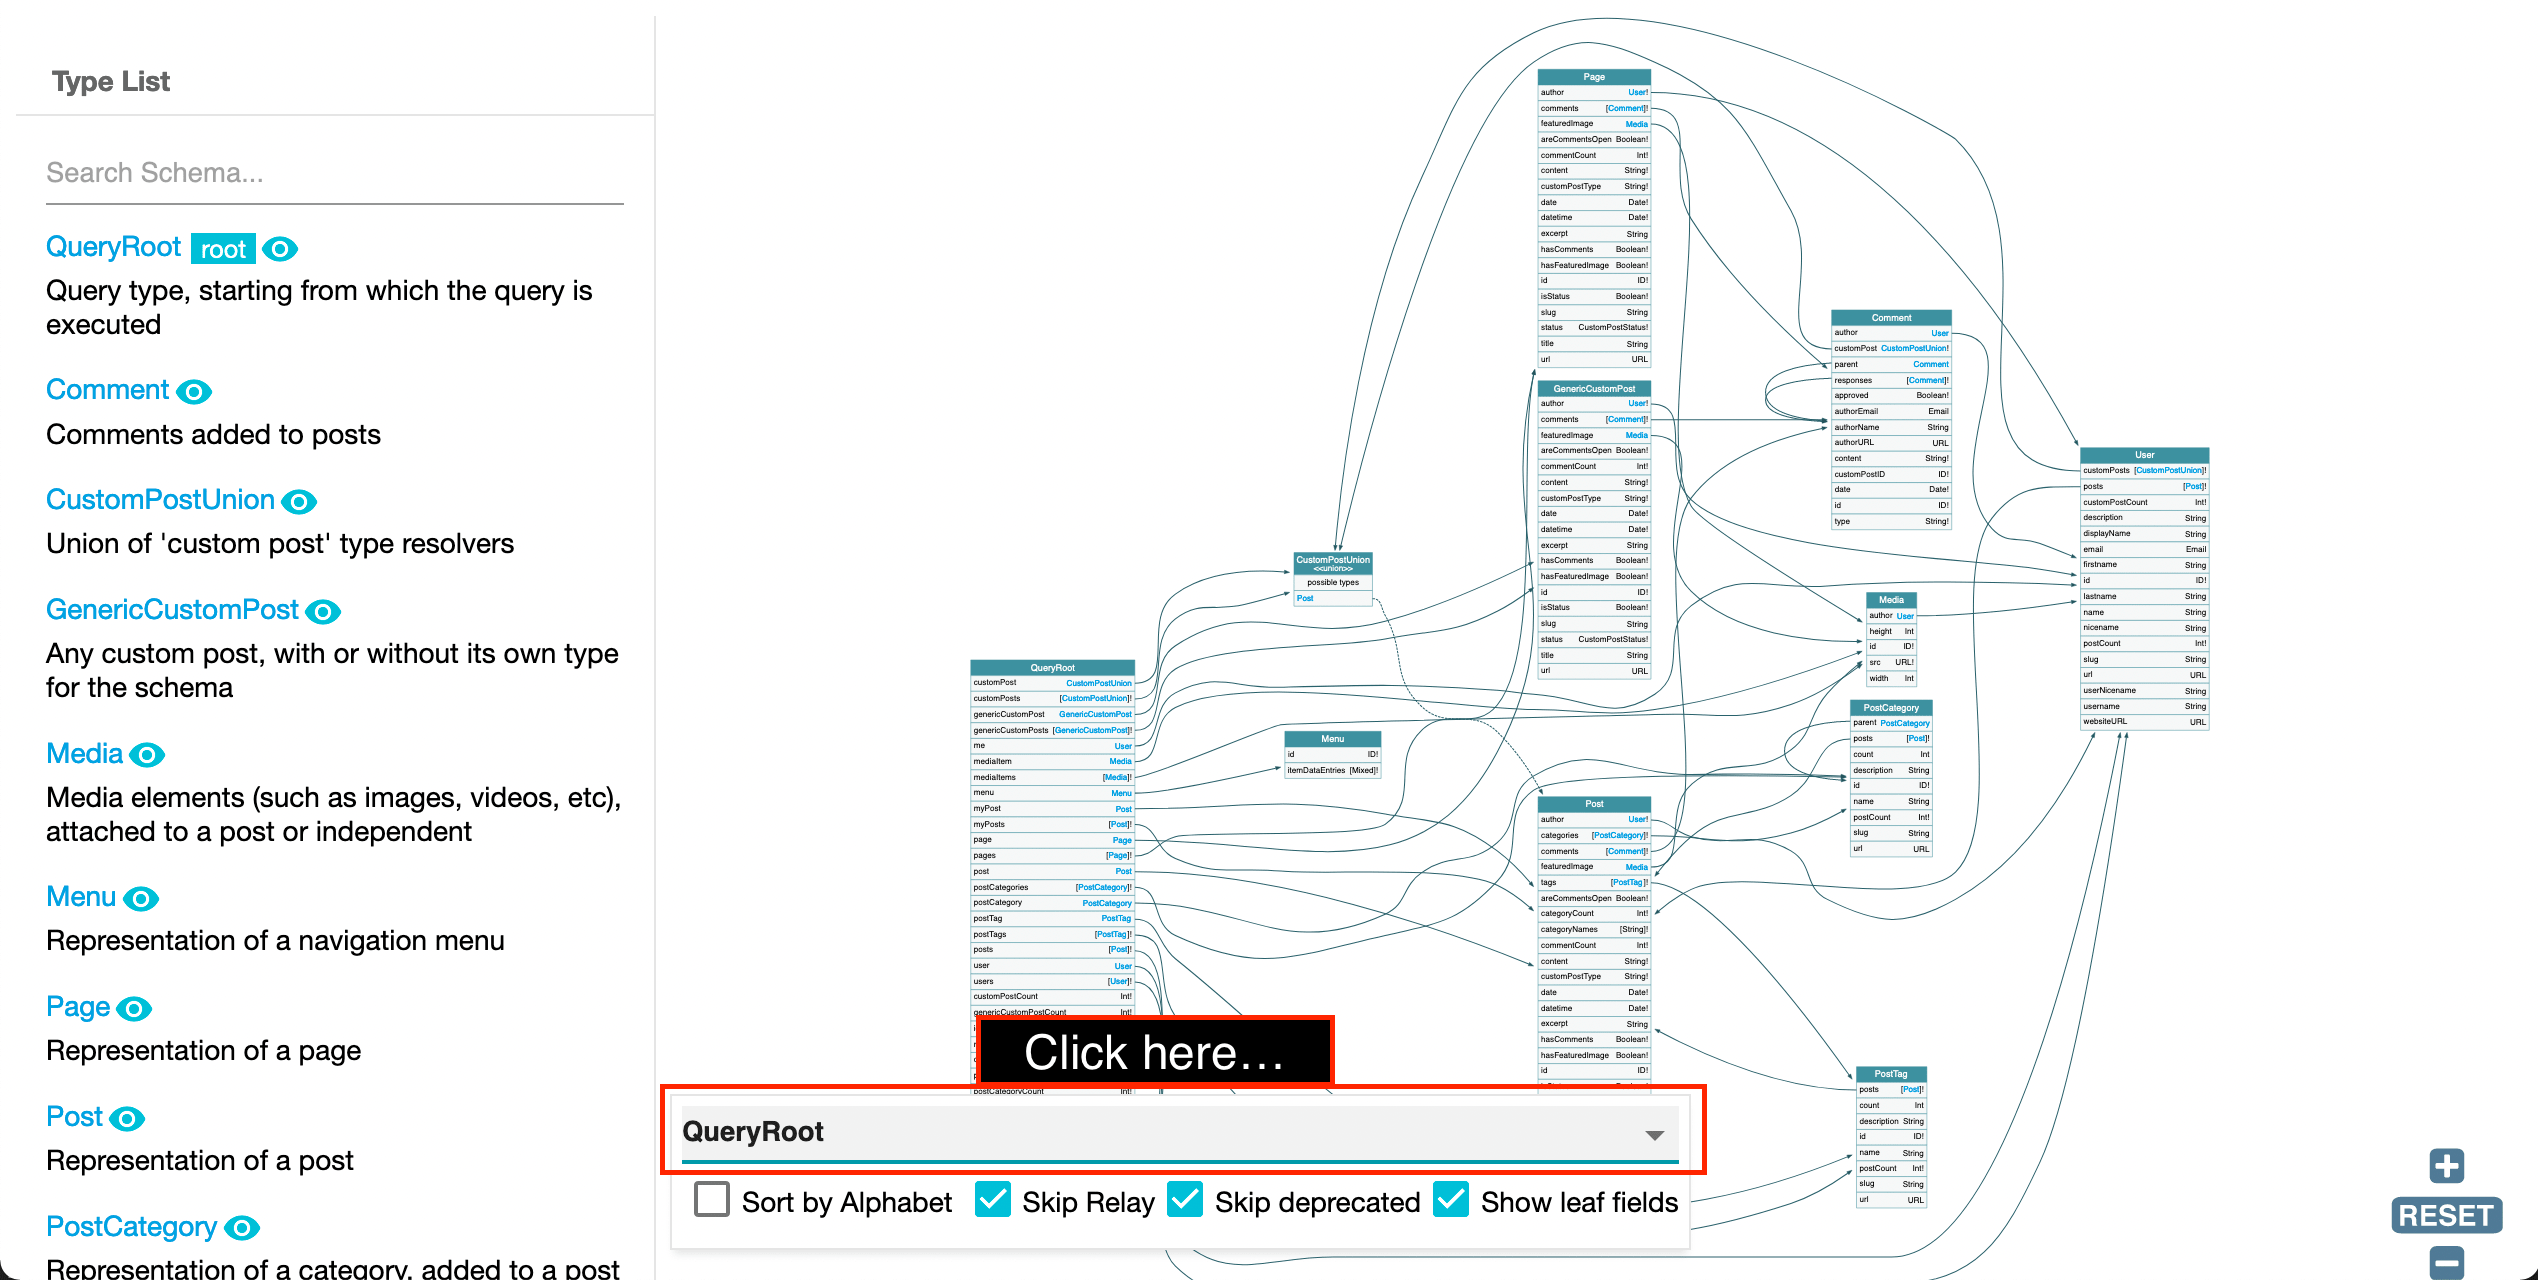 Type List
Search Schema...
QueryRoot root
Query type, starting from which the query is
executed
Comment
Comments added to posts
CustomPostUnion
Union of 'custom post' type resolvers
GenericCustomPost
Any custom post, with or without its own type
for the schema
Media
Media elements (such as images, videos, etc),
attached to a post or independent
Menu
Representation of a navigation menu
Page
Representation of a page
Post
Representation of a post
PostCategory
Representation of a category, added to a post
QueryRoot
customPost CustomPostUnion
customPosts [CustomPostUnion]!
genericCustomPost GenericCustomPost
genericCustomPosts [GenericCustomPost]!
me User
mediaItem Media
mediaItems [Media]!
menu Menu
myPost Post
myPosts [Post]!
page Page
pages [Page]!
post Post
postCategories [PostCategory]!
postCategory PostCategory
postTag PostTag
postTags [PostTag]!
posts [Post]!
user User
users [User]!
customPostCount Int!
genericCustomPostCount Int!
postCategoryCount Int!
CustomPostUnion
<<union>>
possible types
Post
Menu
id ID!
itemDataEntries [Mixed]!
Page
author User!
comments [Comment]!
featuredImage Media
areCommentsOpen Boolean!
commentCount Int!
content String!
customPostType String!
date Date!
datetime Date!
excerpt String
hasComments Boolean!
hasFeaturedImage Boolean!
id ID!
isStatus Boolean!
slug String
status CustomPostStatus!
title String
url URL
GenericCustomPost
author User!
comments [Comment]!
featuredImage Media
areCommentsOpen Boolean!
commentCount Int!
content String!
customPostType String!
date Date!
datetime Date!
excerpt String
hasComments Boolean!
hasFeaturedImage Boolean!
id ID!
isStatus Boolean!
slug String
status CustomPostStatus!
title String
url URL
Post
author User!
categories [PostCategory]!
comments [Comment]!
featuredImage Media
tags [PostTag]!
areCommentsOpen Boolean!
categoryCount Int!
categoryNames [String]!
commentCount Int!
content String!
customPostType String!
date Date!
datetime Date!
excerpt String
hasComments Boolean!
hasFeaturedImage Boolean!
id ID!
Comment
author User
customPost CustomPostUnion!
parent Comment
responses [Comment]!
approved Boolean!
authorEmail Email
authorName String
authorURL URL
content String!
customPostID ID!
date Date!
id ID!
type String!
Media
author User
height Int
id ID!
src URL!
width Int
PostCategory
parent PostCategory
posts [Post]!
count Int
description String
id ID!
name String
postCount Int!
slug String
url URL
PostTag
posts [Post]!
count Int
description String
id ID!
name String
postCount Int!
slug String
url URL
User
customPosts [CustomPostUnion]!
posts [Post]!
customPostCount Int!
description String
displayName String
email Email
firstname String
id ID!
lastname String
name String
nicename String
postCount Int!
slug String
url URL
userNicename String
username String
websiteURL URL
Click here...
QueryRoot
Sort by Alphabet Skip Relay Skip deprecated Show leaf fields
RESET